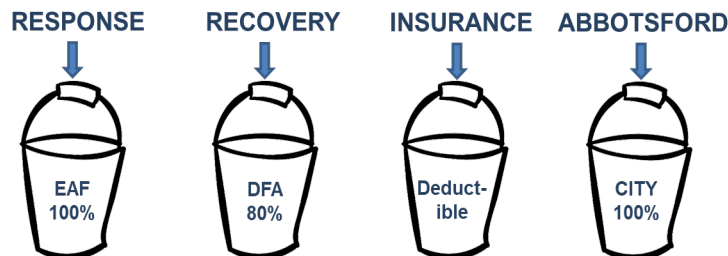 RESPONSE RECOVERY INSURANCE ABBOTSFORD
EAF
100%
DFA
80%
Deduct-
ible
CITY
100%